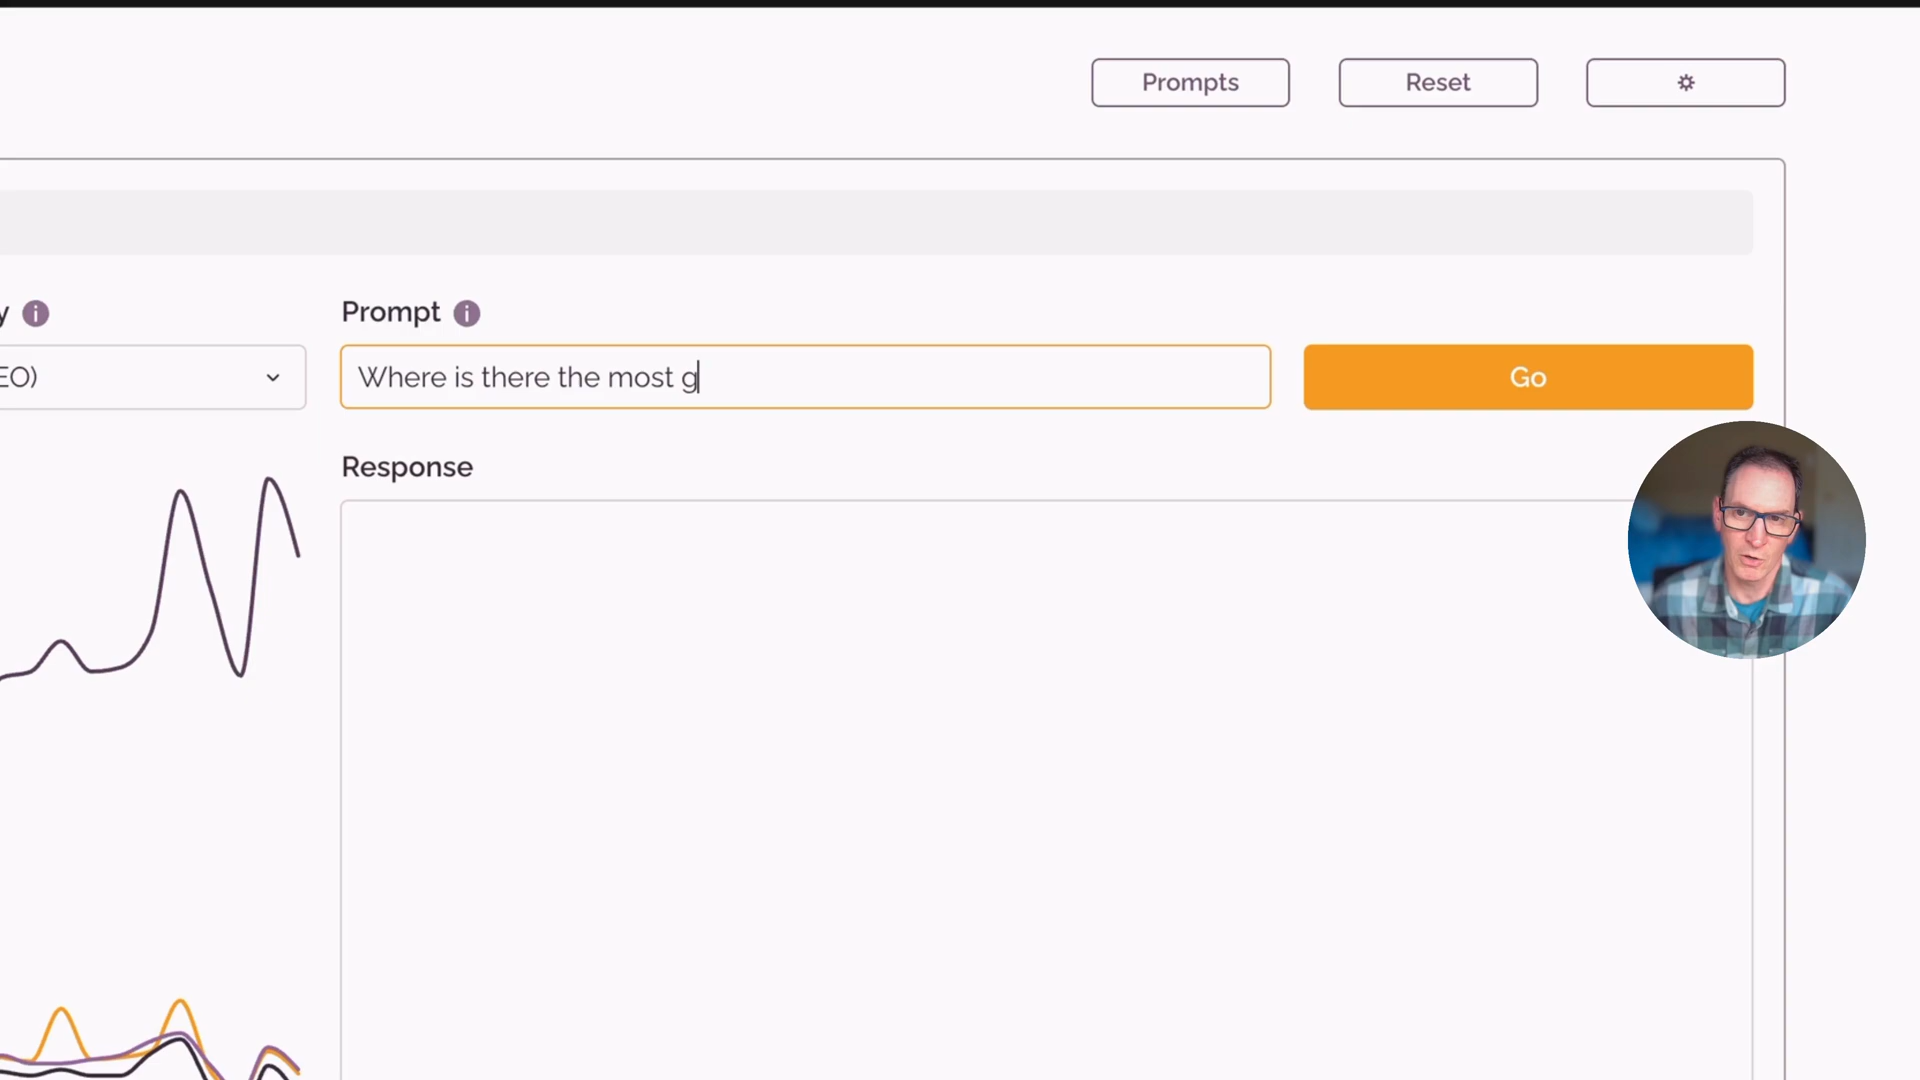 Prompts
Reset
y
Prompt
EO)
Where is there the most g
Go
Response